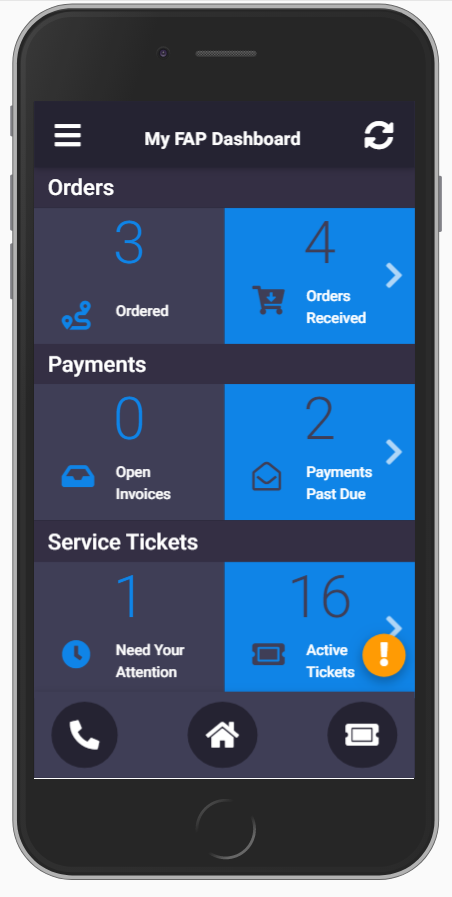 My FAP Dashboard
Orders
3
Ordered
4
Orders
Received
Payments
0
Open
Invoices
2
Payments
Past Due
Service Tickets
1
Need Your
Attention
16
Active
Tickets
!